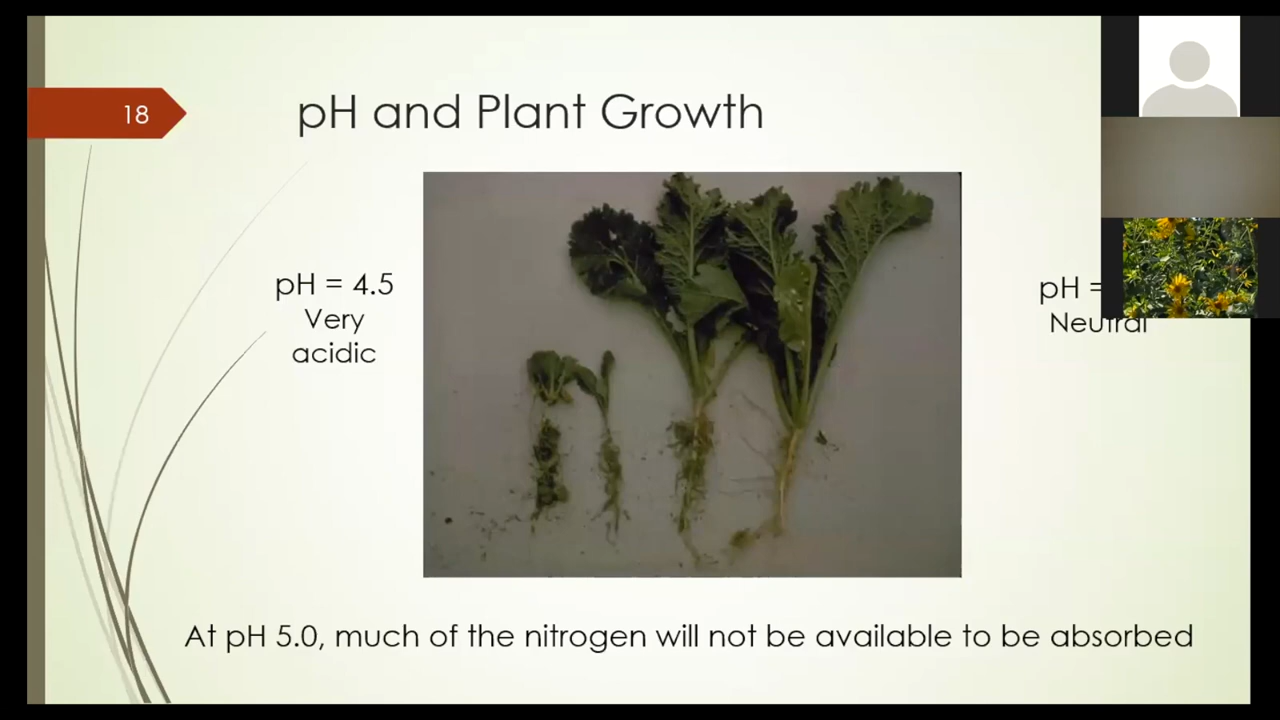 18
pH and Plant Growth
pH = 4.5
Very
acidic
pH =
Neutral
At pH 5.0, much of the nitrogen will not be available to be absorbed